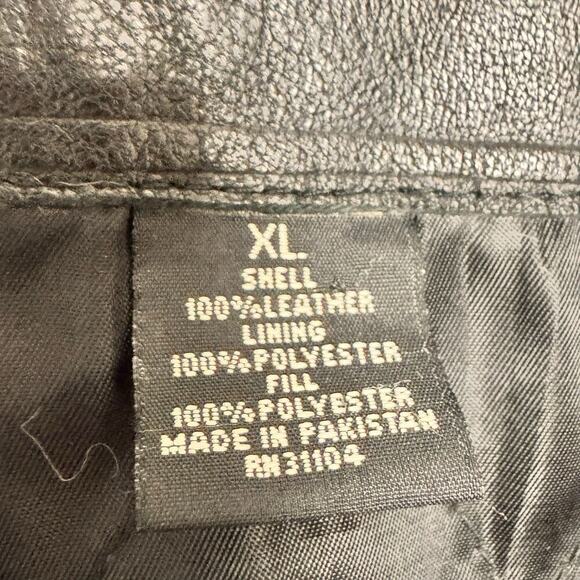 XL
SHELL
100%LEATHER
LINING
100%POLYESTER
FILL
100%POLYESTER
MADE IN PAKISTAN
RN31104